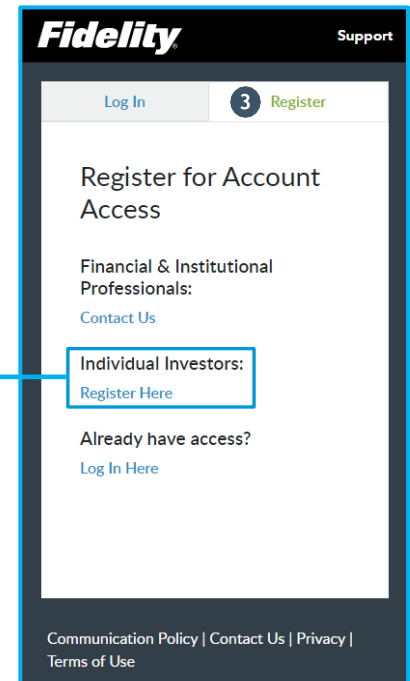 Fidelity
Support
Log In
3 Register
Register for Account
Access
Financial & Institutional
Professionals:
Contact Us
Individual Investors:
Register Here
Already have access?
Log In Here
Communication Policy | Contact Us | Privacy |
Terms of Use